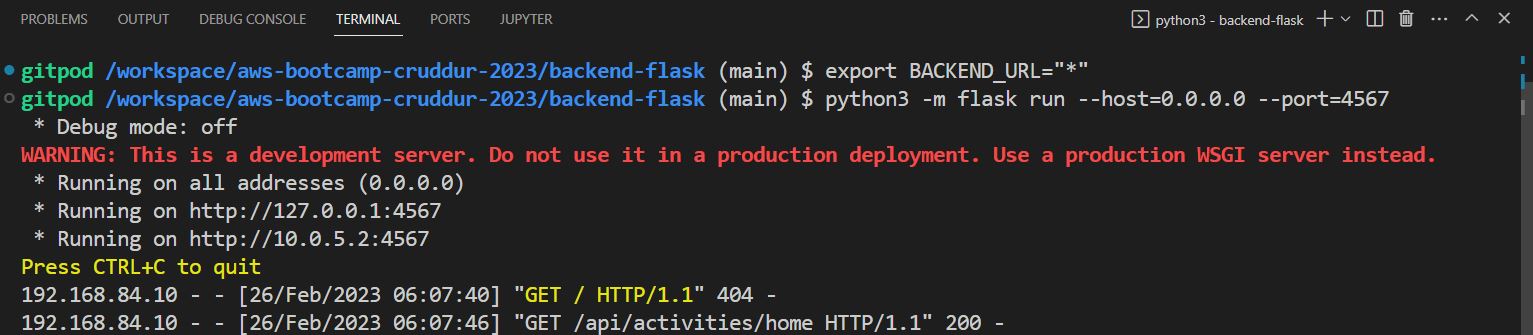 PROBLEMS OUTPUT DEBUG CONSOLE TERMINAL PORTS JUPYTER python3 - backend-flask
gitpod /workspace/aws-bootcamp-cruddur-2023/backend-flask (main) $ export BACKEND_URL="*"
gitpod /workspace/aws-bootcamp-cruddur-2023/backend-flask (main) $ python3 -m flask run --host=0.0.0.0 --port=4567
 * Debug mode: off
WARNING: This is a development server. Do not use it in a production deployment. Use a production WSGI server instead.
 * Running on all addresses (0.0.0.0)
 * Running on http://127.0.0.1:4567
 * Running on http://10.0.5.2:4567
Press CTRL+C to quit
192.168.84.10 - - [26/Feb/2023 06:07:40] "GET / HTTP/1.1" 404 -
192.168.84.10 - - [26/Feb/2023 06:07:46] "GET /api/activities/home HTTP/1.1" 200 -